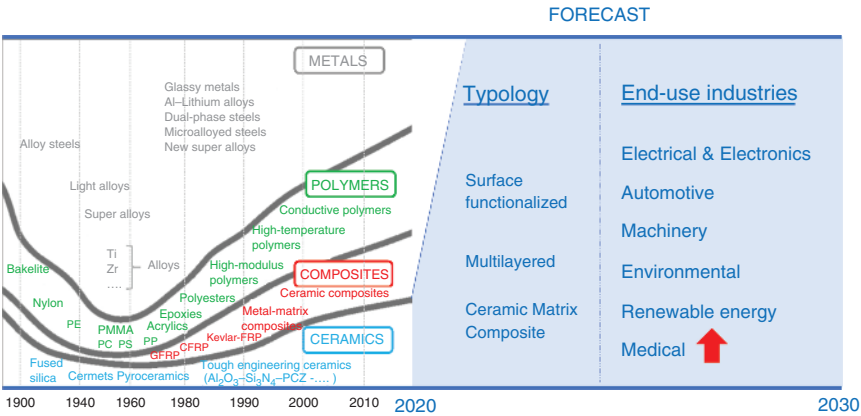 FORECAST
METALS
Glassy metals
Al–Lithium alloys
Dual-phase steels
Microalloyed steels
New super alloys
Alloy steels
Light alloys
Super alloys
Ti
Zr
....
Alloys
POLYMERS
Conductive polymers
High-temperature
polymers
Bakelite
High-modulus
polymers
Nylon
Polyesters
PE
Epoxies
PMMA
Acrylics
PC PS
PP
COMPOSITES
Ceramic composites
Metal-matrix
composites
Kevlar-FRP
CFRP
GFRP
CERAMICS
Fused
silica
Cermets Pyroceramics
Tough engineering ceramics
(Al₂O₃–Si₃N₄–PCZ -.... )
Typology
Surface
functionalized
Multilayered
Ceramic Matrix
Composite
End-use industries
Electrical & Electronics
Automotive
Machinery
Environmental
Renewable energy
Medical
1900 1940 1960 1980 1990 2000 2010 2020 2030